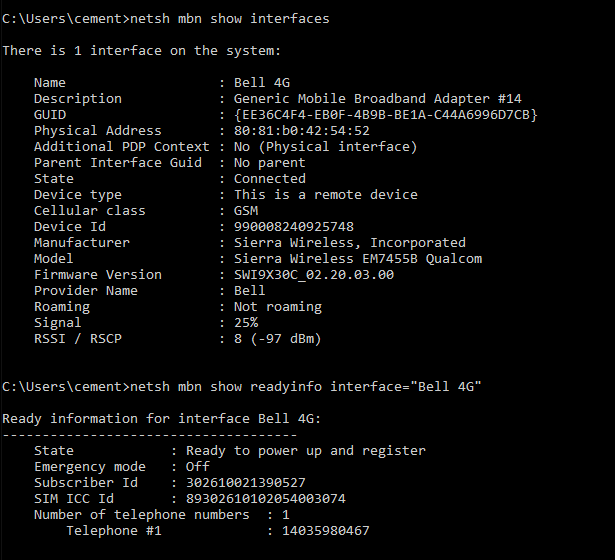 C:\Users\cement>netsh mbn show interfaces
There is 1 interface on the system:
Name : Bell 4G
Description : Generic Mobile Broadband Adapter #14
GUID : {EE36C4F4-EB0F-4B9B-BE1A-C44A6996D7CB}
Physical Address : 80:81:b0:42:54:52
Additional PDP Context : No (Physical interface)
Parent Interface Guid : No parent
State : Connected
Device type : This is a remote device
Cellular class : GSM
Device Id : 990008240925748
Manufacturer : Sierra Wireless, Incorporated
Model : Sierra Wireless EM7455B Qualcom
Firmware Version : SWI9X30C_02.20.03.00
Provider Name : Bell
Roaming : Not roaming
Signal : 25%
RSSI / RSCP : 8 (-97 dBm)
C:\Users\cement>netsh mbn show readyinfo interface="Bell 4G"
Ready information for interface Bell 4G:
-------------------------------------
State : Ready to power up and register
Emergency mode : Off
Subscriber Id : 302610021390527
SIM ICC Id : 89302610102054003074
Number of telephone numbers : 1
Telephone #1 : 14035980467